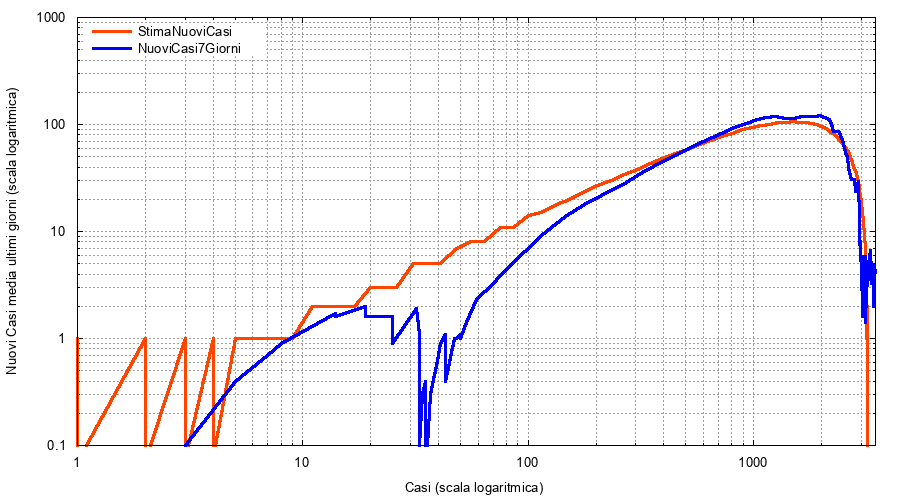 1000
StimaNuoviCasi
NuoviCasi7Giorni
100
10
1
0.1
Nuovi Casi media ultimi giorni (scala logaritmica)
1 10 100 1000
Casi (scala logaritmica)